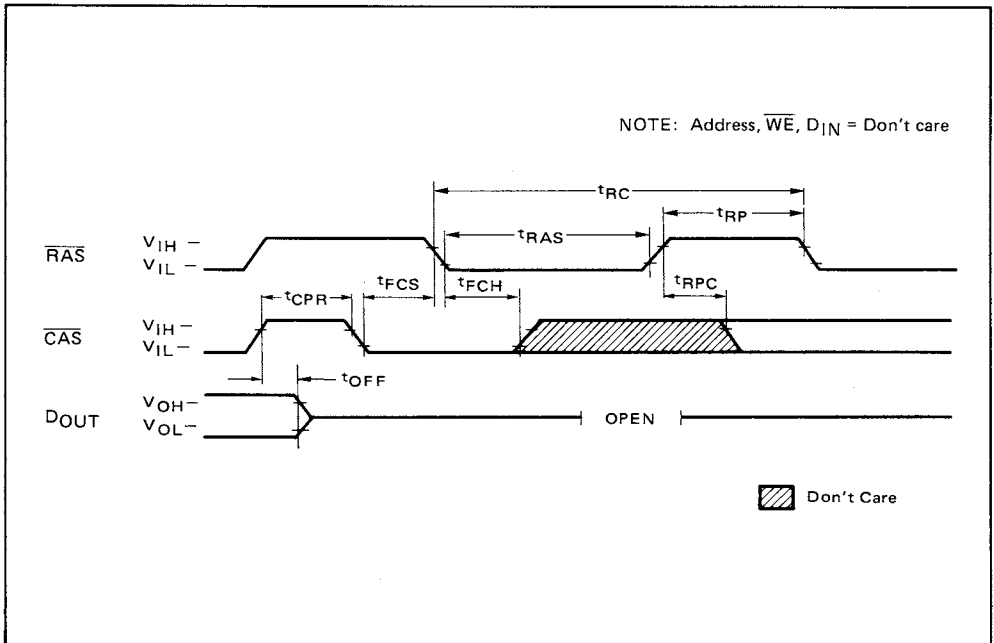 NOTE: Address, WE, DIN = Don't care
tRC
tRP
tRAS
RAS
VIH
VIL
tRPC
tFCS
tFCH
tCPR
CAS
VIH
VIL
tOFF
DOUT
VOH
VOL
OPEN
Don't Care